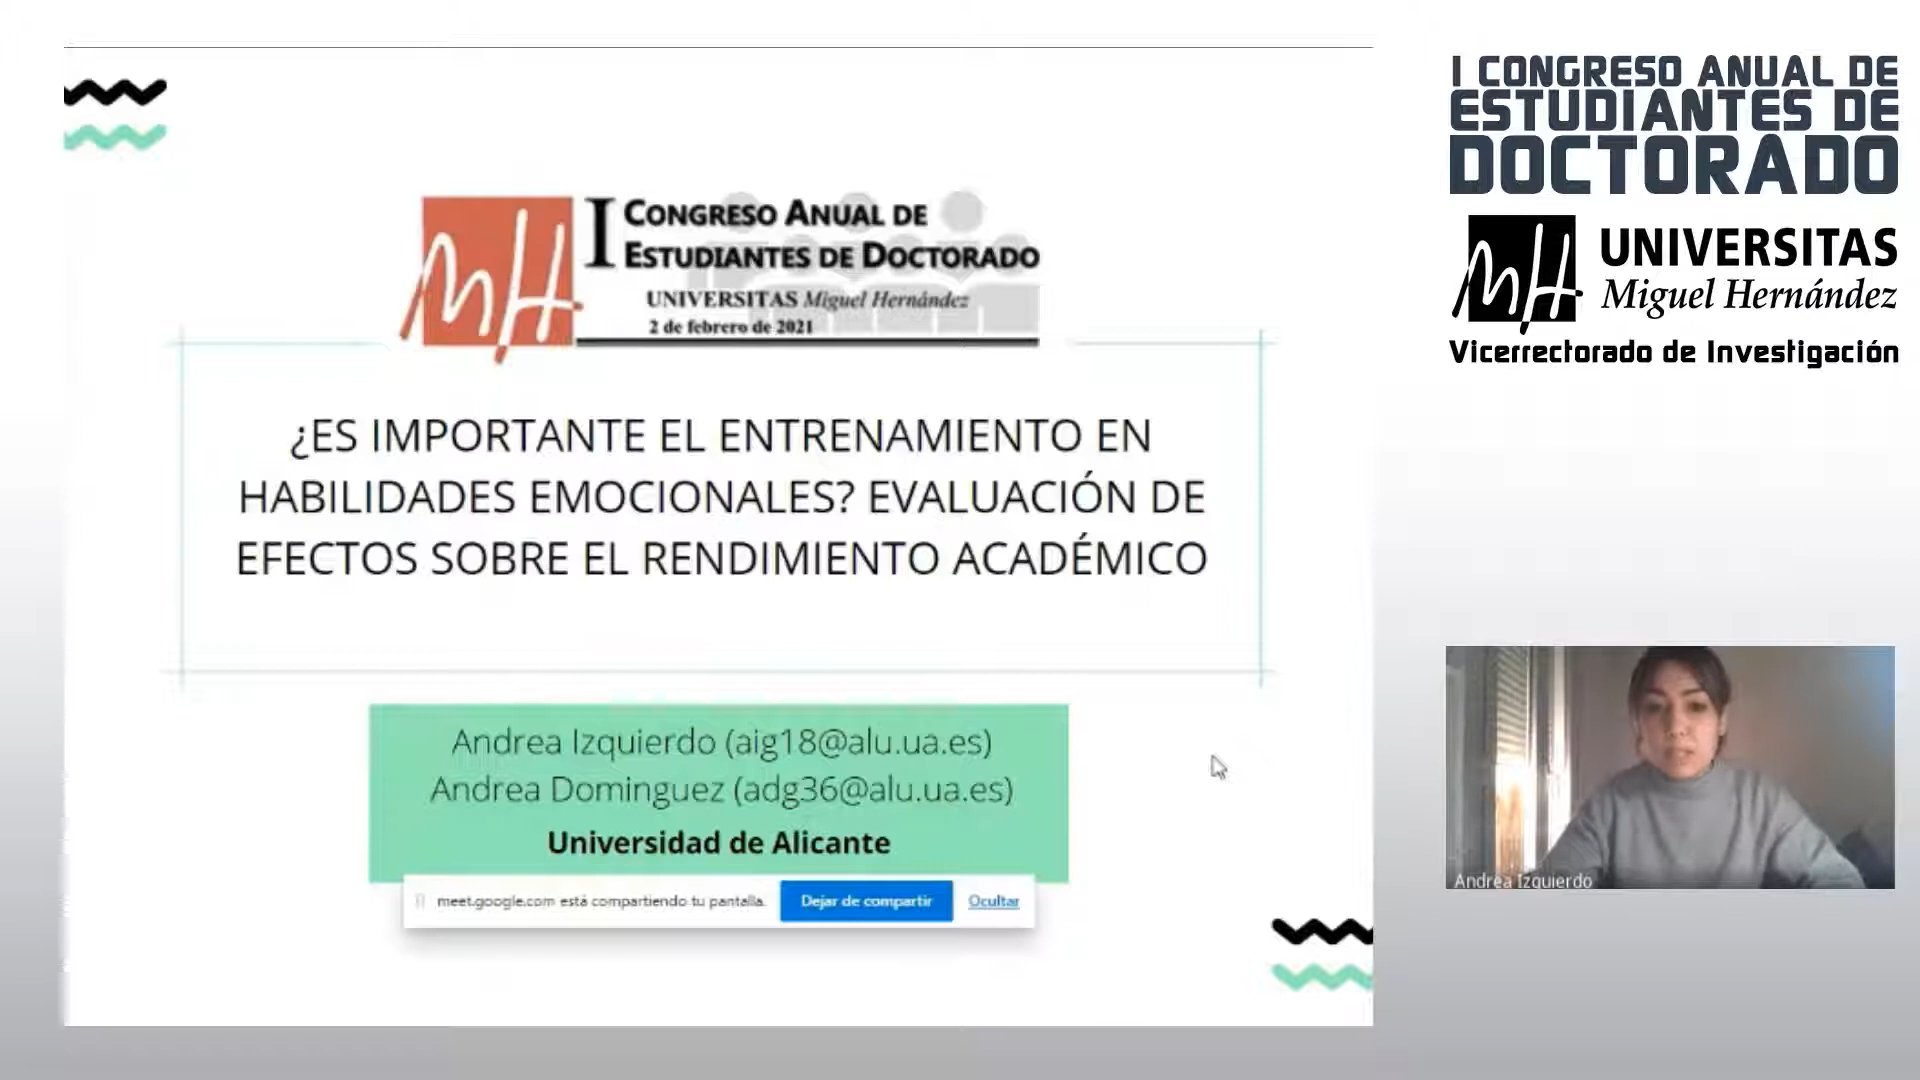 I CONGRESO ANUAL DE
ESTUDIANTES DE DOCTORADO
UNIVERSITAS Miguel Hernández
2 de febrero de 2021
¿ES IMPORTANTE EL ENTRENAMIENTO EN
HABILIDADES EMOCIONALES? EVALUACIÓN DE
EFECTOS SOBRE EL RENDIMIENTO ACADÉMICO
Andrea Izquierdo (aig18@alu.ua.es)
Andrea Dominguez (adg36@alu.ua.es)
Universidad de Alicante
meet.google.com está compartiendo tu pantalla.
Dejar de compartir
Ocultar
I CONGRESO ANUAL DE
ESTUDIANTES DE
DOCTORADO
UNIVERSITAS
Miguel Hernández
Vicerrectorado de Investigación
Andrea Izquierdo